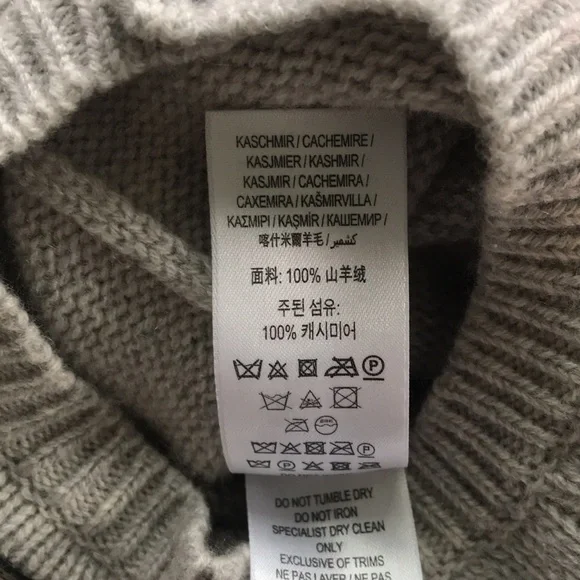 KASCHMIR / CACHEMIRE /
KASJMIER / KASHMIR /
KASJMIR / CACHEMIRA /
CAXEMIRA / KAŠMIRVILLA /
ΚΑΣΜΙΡΙ / KAŞMİR / КАШЕМИР /
喀什米爾羊毛 / كشمير/
面料: 100% 山羊绒
주된 섬유:
100% 캐시미어
DO NOT TUMBLE DRY
DO NOT IRON
SPECIALIST DRY CLEAN
ONLY
EXCLUSIVE OF TRIMS
NE PAS LAVER / NE PAS